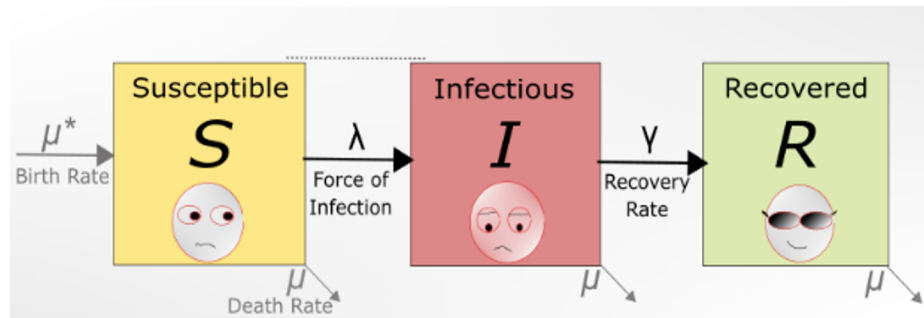 Susceptible
Infectious
Recovered
μ*
S
λ
I
γ
R
Birth Rate
Force of
Infection
Recovery
Rate
μ
μ
μ
Death Rate